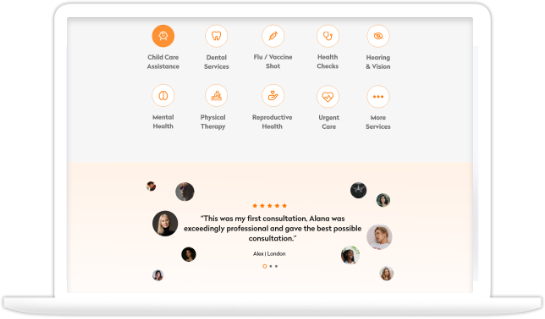 Child Care Assistance
Dental Services
Flu / Vaccine Shot
Health Checks
Hearing & Vision
Mental Health
Physical Therapy
Reproductive Health
Urgent Care
More Services
“This was my first consultation, Alana was
exceedingly professional and gave the best possible
consultation.”
Alex | London